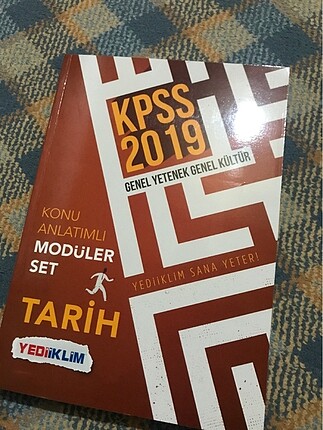 KPSS
2019
GENEL YETENEK GENEL KÜLTÜR
YEDİİKLİM SANA YETER!
KONU
ANLATIMLI
MODÜLER
SET
TARİH
YEDİİKLİM